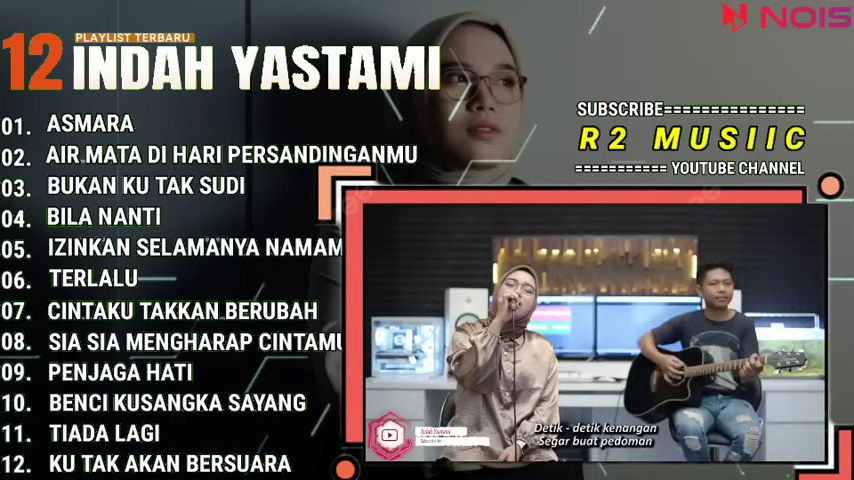 NOIS
PLAYLIST TERBARU
12 INDAH YASTAMI
01. ASMARA
02. AIR MATA DI HARI PERSANDINGANMU
03. BUKAN KU TAK SUDI
04. BILA NANTI
05. IZINKAN SELAMANYA NAMAM
06. TERLALU
07. CINTAKU TAKKAN BERUBAH
08. SIA SIA MENGHARAP CINTAMU
09. PENJAGA HATI
10. BENCI KUSANGKA SAYANG
11. TIADA LAGI
12. KU TAK AKAN BERSUARA
SUBSCRIBE===============
R2 MUSIIC
=========== YOUTUBE CHANNEL
Indah Yastami
Detik - detik kenangan
Segar buat pedoman